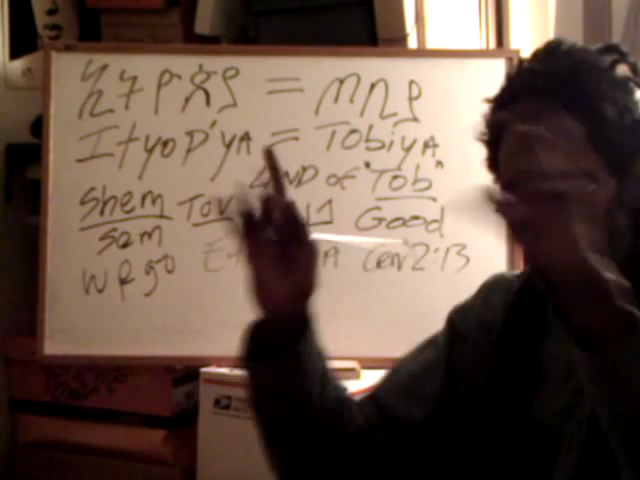 ኢትዮጵያ = ጦቢያ
Ityop'yA = TobiyA
LAND of "Tob"
Shem Tov Good
Sem Gen 2:13